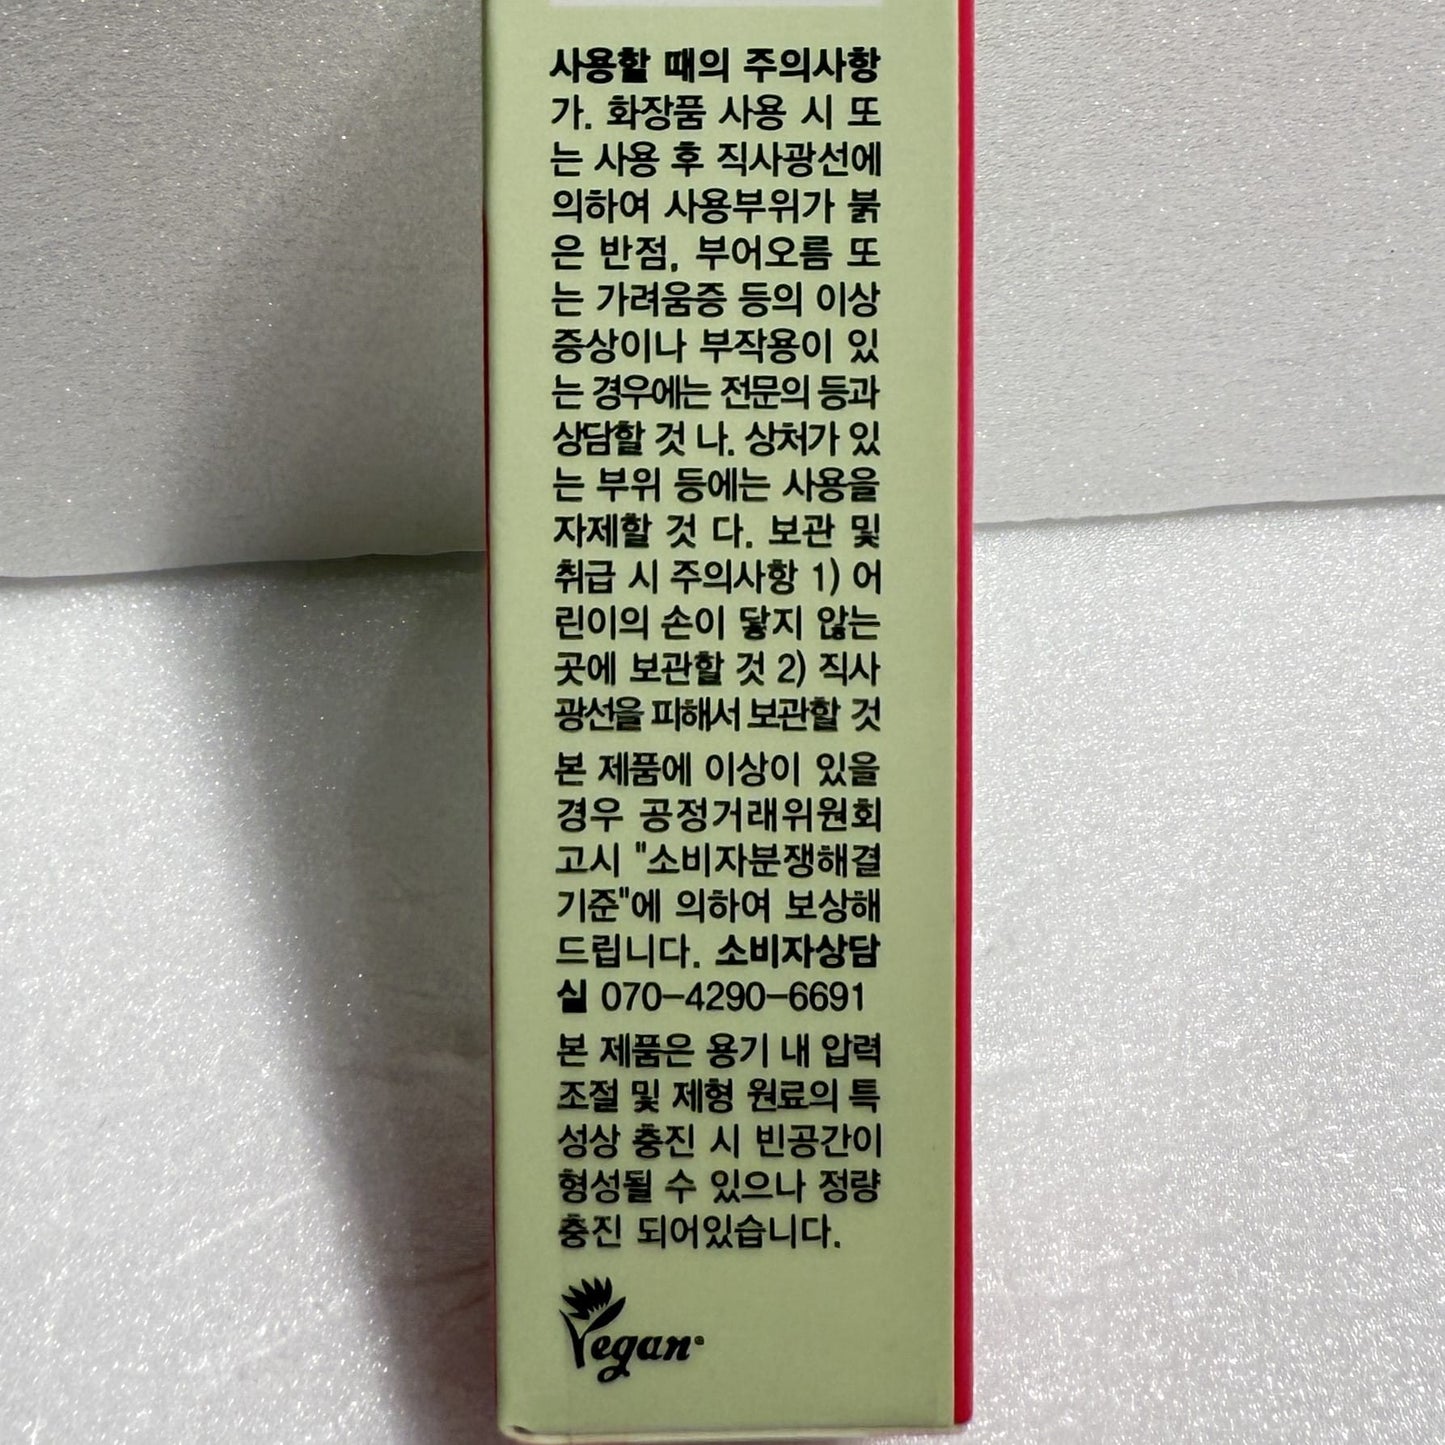 사용할 때의 주의사항
가. 화장품 사용 시 또
는 사용 후 직사광선에
의하여 사용부위가 붉
은 반점, 부어오름 또
는 가려움증 등의 이상
증상이나 부작용이 있
는 경우에는 전문의 등과
상담할 것 나. 상처가 있
는 부위 등에는 사용을
자제할 것 다. 보관 및
취급 시 주의사항 1) 어
린이의 손이 닿지 않는
곳에 보관할 것 2) 직사
광선을 피해서 보관할 것
본 제품에 이상이 있을
경우 공정거래위원회
고시 "소비자분쟁해결
기준"에 의하여 보상해
드립니다. 소비자상담
실 070-4290-6691
본 제품은 용기 내 압력
조절 및 제형 원료의 특
성상 충진 시 빈공간이
형성될 수 있으나 정량
충진 되어있습니다.
Vegan®